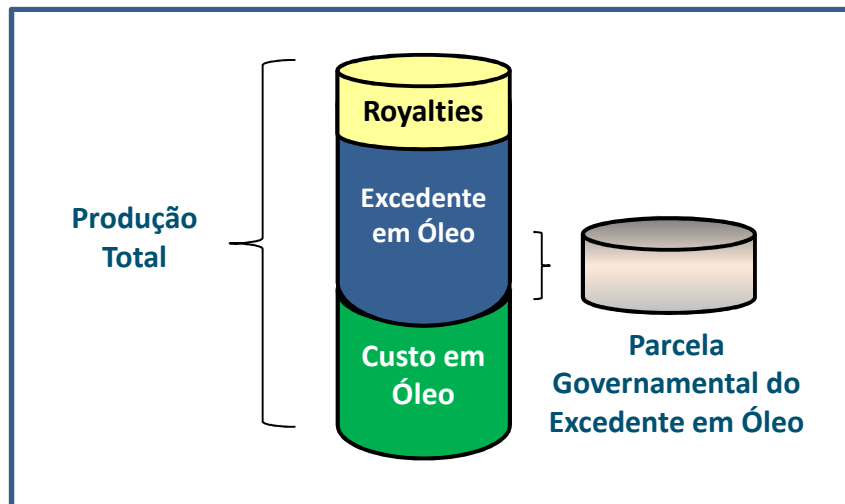 Royalties
Produção
Total
Excedente
em Óleo
Custo em
Óleo
Parcela
Governamental do
Excedente em Óleo